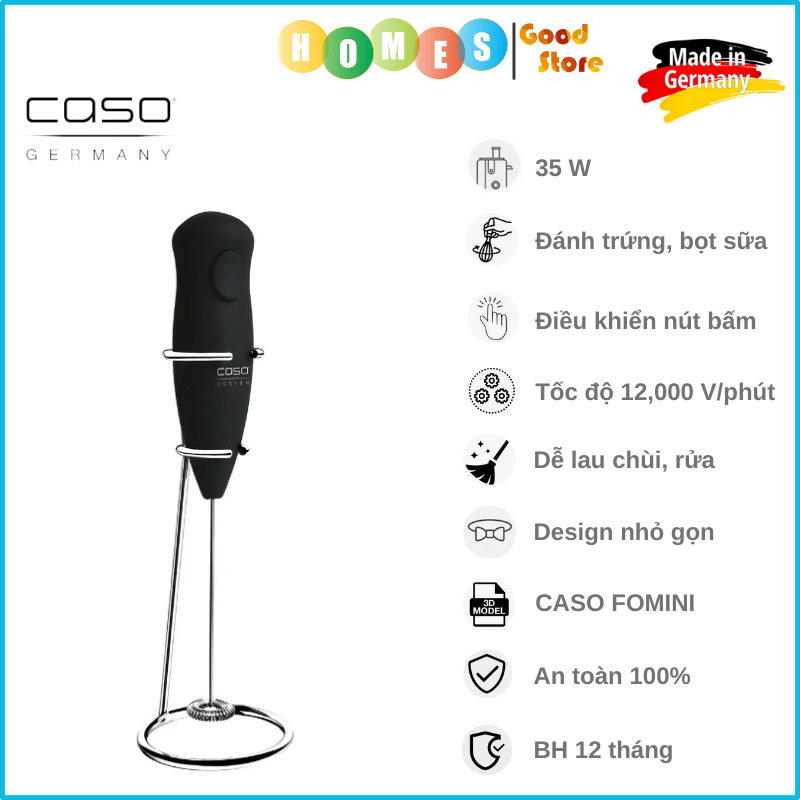 HOMES
Good
Store
Made in
Germany
caso
GERMANY
35 W
Đánh trứng, bọt sữa
Điều khiển nút bấm
caso
DESIGN
Tốc độ 12,000 V/phút
Dễ lau chùi, rửa
Design nhỏ gọn
3D
MODEL
CASO FOMINI
An toàn 100%
BH 12 tháng